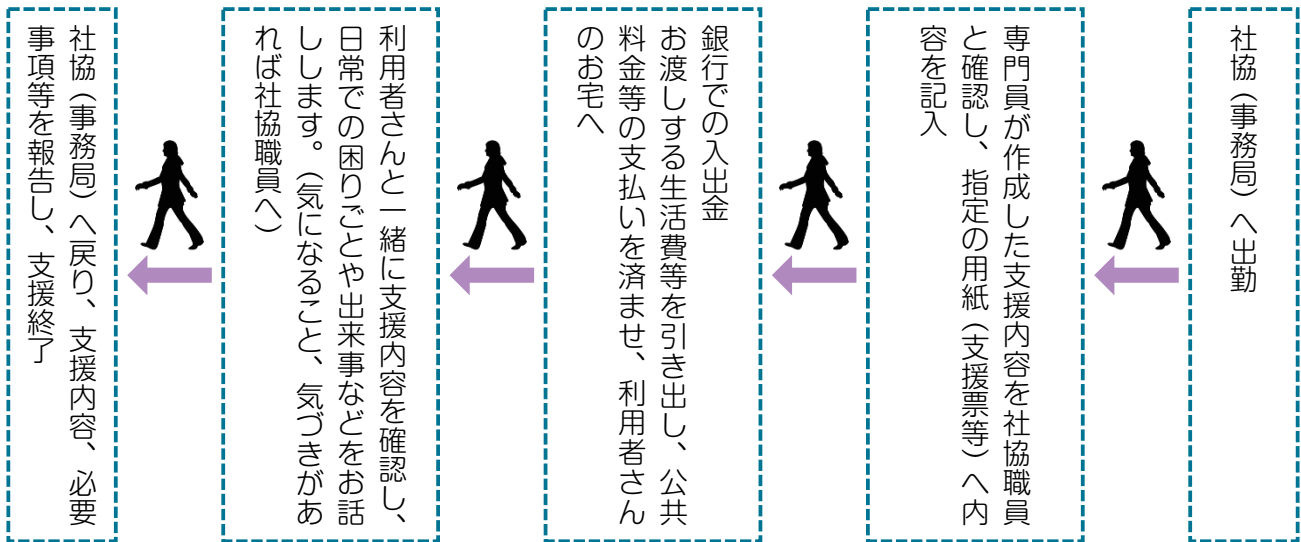 社協（事務局）へ出勤
専門員が作成した支援内容を社協職員
と確認し、指定の用紙（支援票等）へ内
容を記入
銀行での入出金
お渡しする生活費等を引き出し、公共
料金等の支払いを済ませ、利用者さん
のお宅へ
利用者さんと一緒に支援内容を確認し、
日常での困りごとや出来事などをお話
しします。（気になること、気づきがあ
れば社協職員へ）
社協（事務局）へ戻り、支援内容、必要
事項等を報告し、支援終了